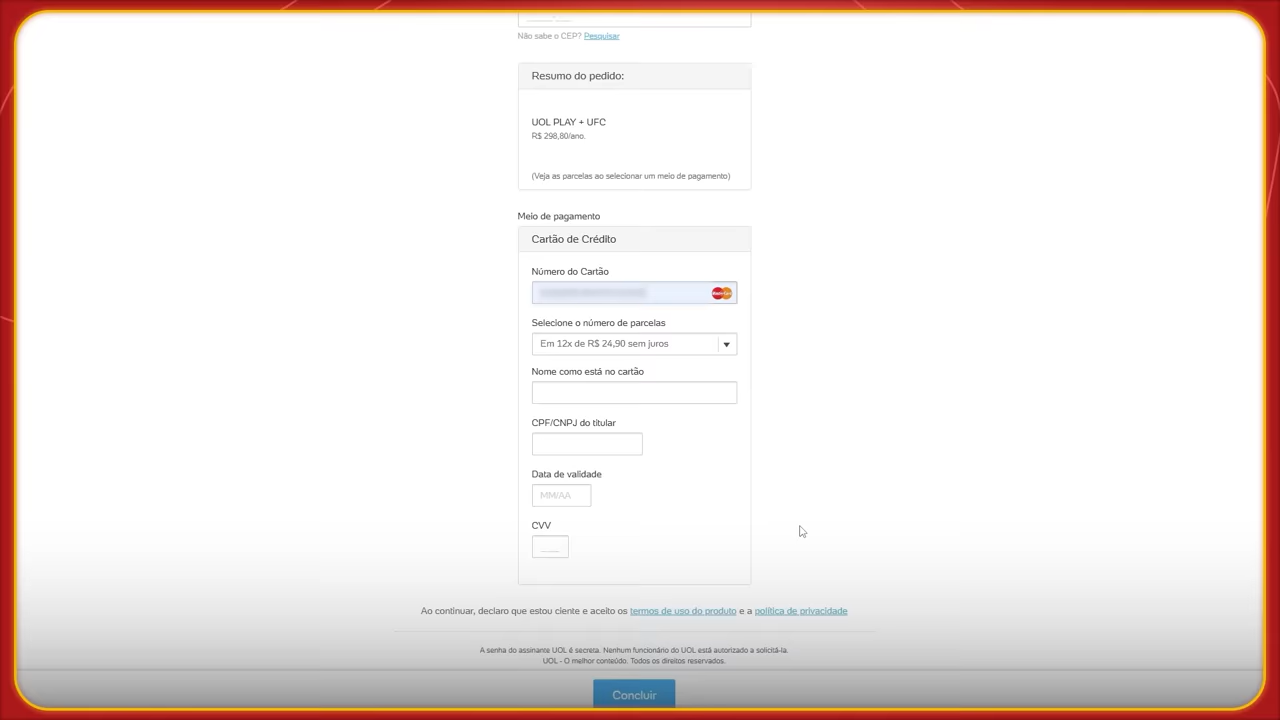 Não sabe o CEP? Pesquisar
Resumo do pedido:
UOL PLAY + UFC
R$ 298,80/ano.
(Veja as parcelas ao selecionar um meio de pagamento)
Meio de pagamento
Cartão de Crédito
Número do Cartão
MasterCard
Selecione o número de parcelas
Em 12x de R$ 24,90 sem juros
Nome como está no cartão
CPF/CNPJ do titular
Data de validade
MM/AA
CVV
Ao continuar, declaro que estou ciente e aceito os termos de uso do produto e a política de privacidade
A senha do assinante UOL é secreta. Nenhum funcionário do UOL está autorizado a solicitá-la.
UOL - O melhor conteúdo. Todos os direitos reservados.
Concluir